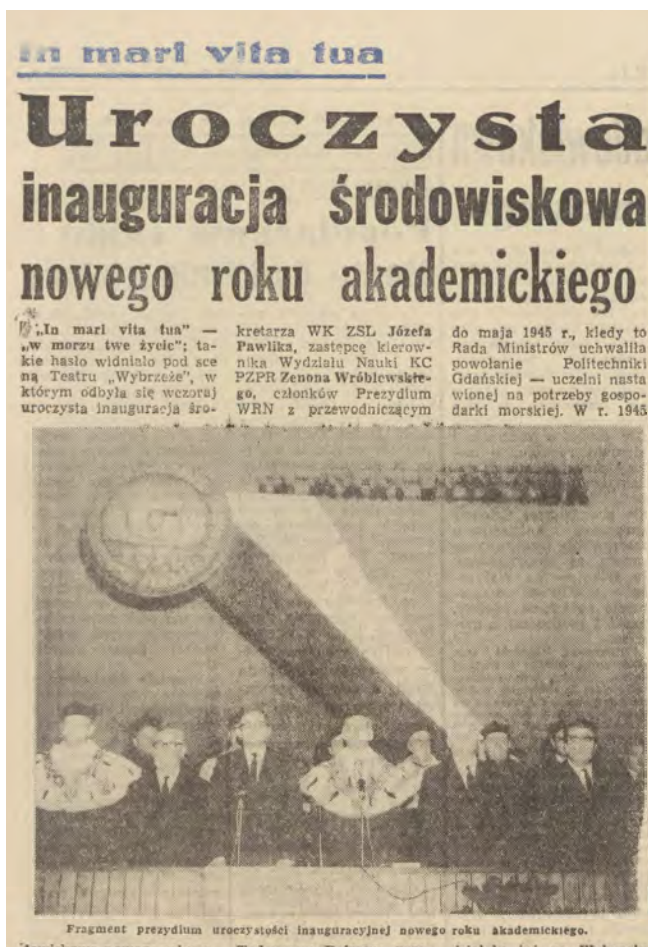 In mari vita tua
Uroczysta
inauguracja środowiskowa
nowego roku akademickiego
„In mari vita tua” —
„w morzu twe życie”; ta-
kie hasło widniało pod sce
ną Teatru „Wybrzeże”, w
którym odbyła się wczoraj
uroczysta inauguracja śro-
kretarza WK ZSL Józefa
Pawlika, zastępcę kierow-
nika Wydziału Nauki KC
PZPR Zenona Wróblewskie-
go, członków Prezydium
WRN z przewodniczącym
do maja 1945 r., kiedy to
Rada Ministrów uchwaliła
powołanie Politechniki
Gdańskiej — uczelni nasta
wionej na potrzeby gospo-
darki morskiej. W r. 1945
Fragment prezydium uroczystości inauguracyjnej nowego roku akademickiego.